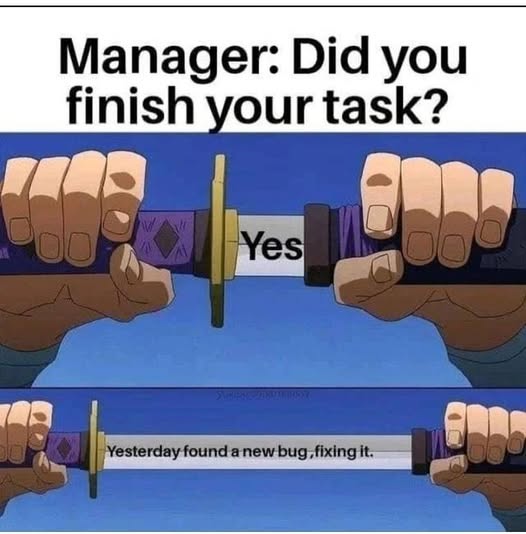 Manager: Did you
finish your task?
Yes
Yesterday found a new bug ,fixing it.